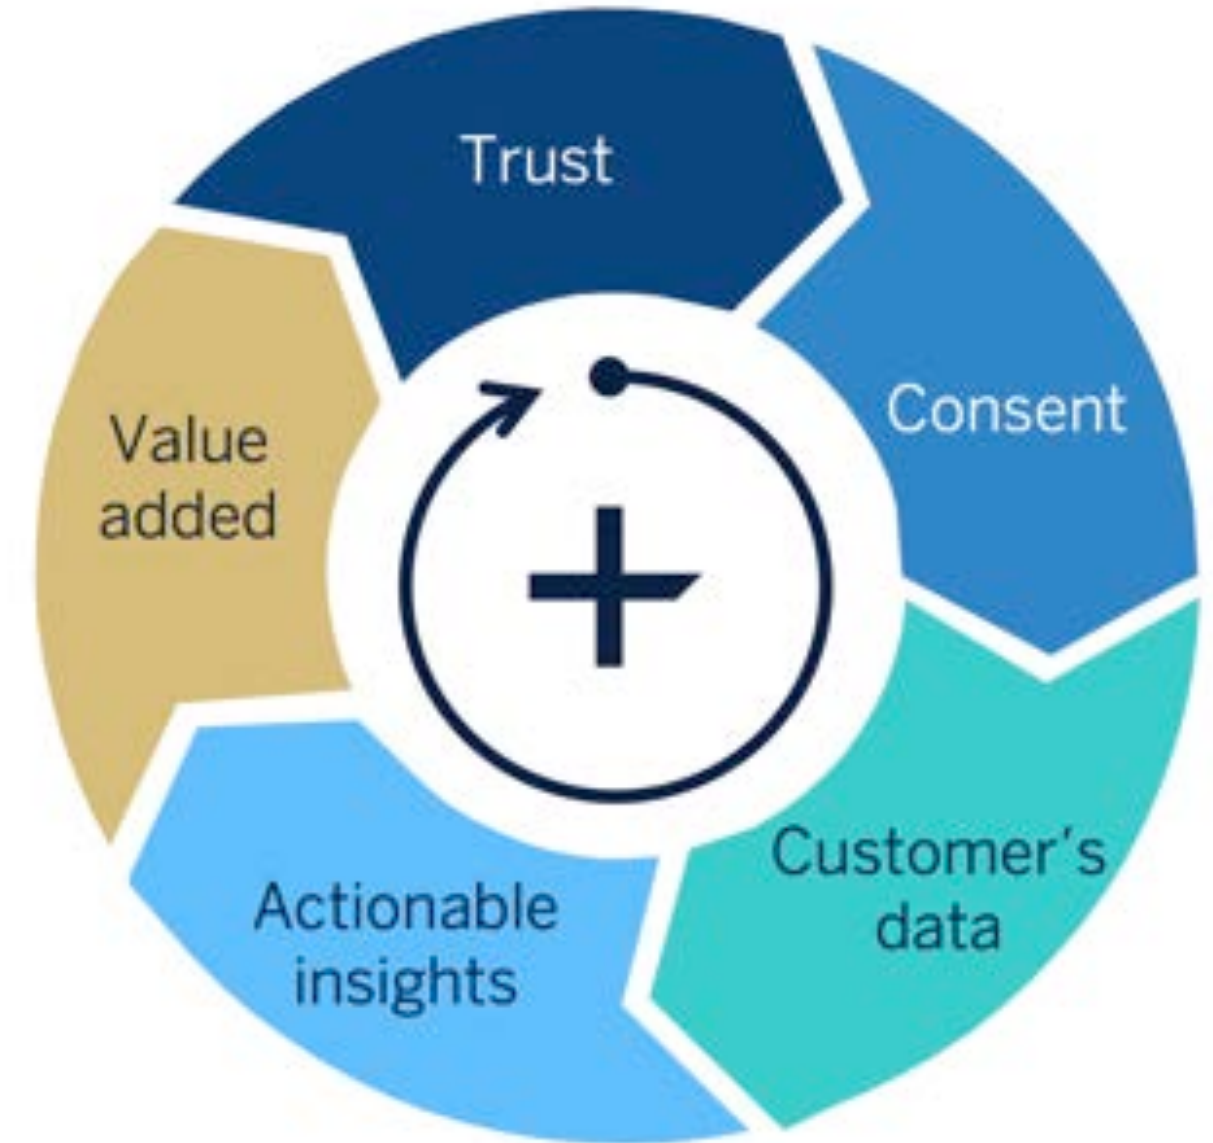 Trust
Consent
Customer's
data
Actionable
insights
Value
added